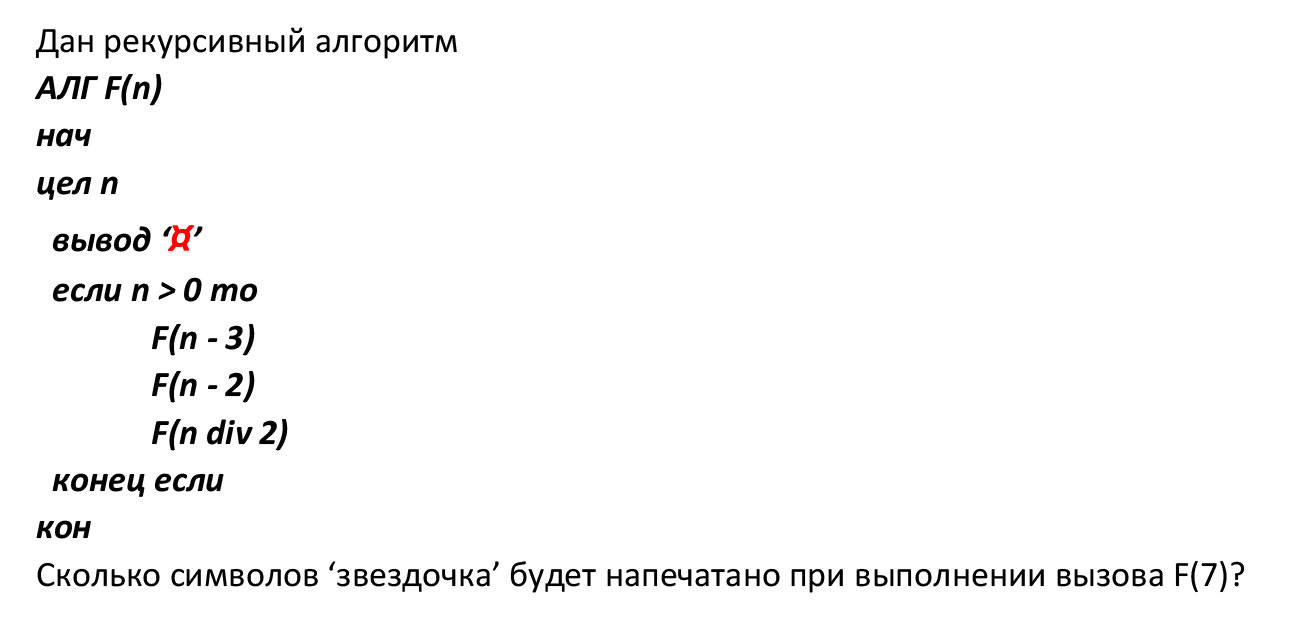 Дан рекурсивный алгоритм
АЛГ F(n)
нач
цел n
вывод ‘¤’
если n > 0 то
F(n - 3)
F(n - 2)
F(n div 2)
конец если
кон
Сколько символов ‘звездочка’ будет напечатано при выполнении вызова F(7)?